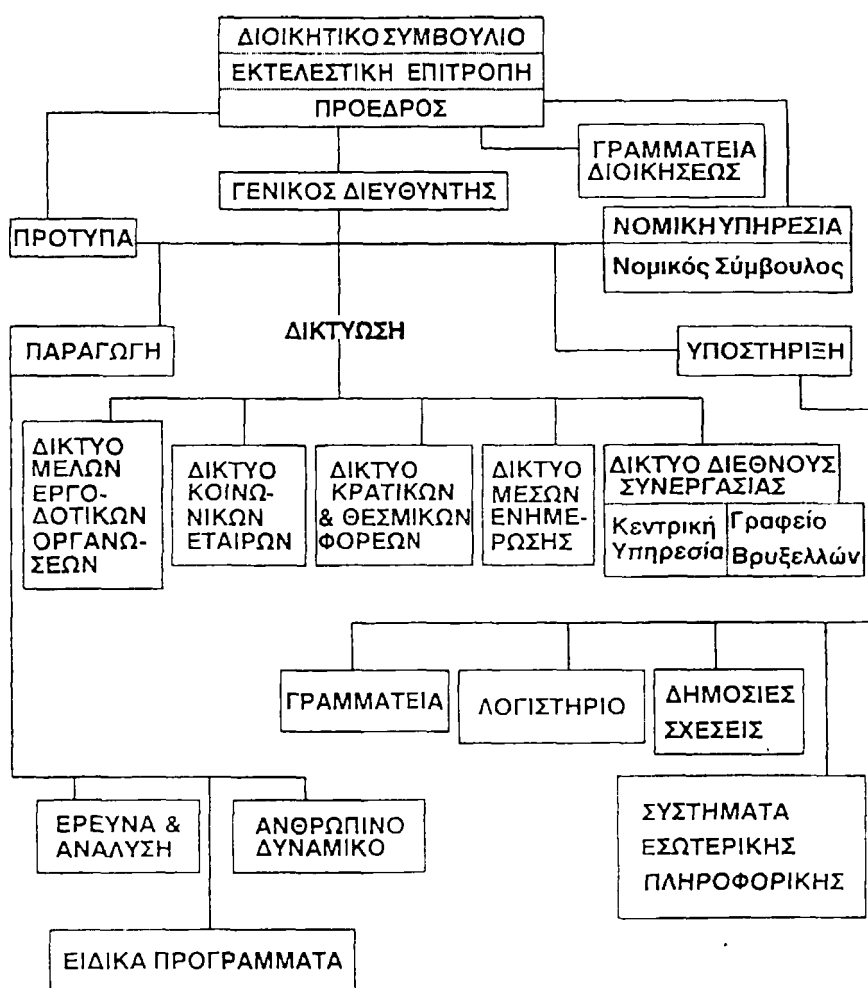 ΔΙΟΙΚΗΤΙΚΟ ΣΥΜΒΟΥΛΙΟ
ΕΚΤΕΛΕΣΤΙΚΗ ΕΠΙΤΡΟΠΗ
ΠΡΟΕΔΡΟΣ
ΓΡΑΜΜΑΤΕΙΑ
ΔΙΟΙΚΗΣΕΩΣ
ΓΕΝΙΚΟΣ ΔΙΕΥΘΥΝΤΗΣ
ΠΡΟΤΥΠΑ
ΝΟΜΙΚΗ ΥΠΗΡΕΣΙΑ
Νομικός Σύμβουλος
ΠΑΡΑΓΩΓΗ
ΔΙΚΤΥΩΣΗ
ΥΠΟΣΤΗΡΙΞΗ
ΔΙΚΤΥΟ
ΜΕΛΩΝ
ΕΡΓΟ-
ΔΟΤΙΚΩΝ
ΟΡΓΑΝΩ-
ΣΕΩΝ
ΔΙΚΤΥΟ
ΚΟΙΝΩ-
ΝΙΚΩΝ
ΕΤΑΙΡΩΝ
ΔΙΚΤΥΟ
ΚΡΑΤΙΚΩΝ
& ΘΕΣΜΙΚΩΝ
ΦΟΡΕΩΝ
ΔΙΚΤΥΟ
ΜΕΣΩΝ
ΕΝΗΜΕ-
ΡΩΣΗΣ
ΔΙΚΤΥΟ ΔΙΕΘΝΟΥΣ
ΣΥΝΕΡΓΑΣΙΑΣ
Κεντρική
Υπηρεσία
Γραφείο
Βρυξελλών
ΓΡΑΜΜΑΤΕΙΑ
ΛΟΓΙΣΤΗΡΙΟ
ΔΗΜΟΣΙΕΣ
ΣΧΕΣΕΙΣ
ΕΡΕΥΝΑ &
ΑΝΑΛΥΣΗ
ΑΝΘΡΩΠΙΝΟ
ΔΥΝΑΜΙΚΟ
ΣΥΣΤΗΜΑΤΑ
ΕΣΩΤΕΡΙΚΗΣ
ΠΛΗΡΟΦΟΡΙΚΗΣ
ΕΙΔΙΚΑ ΠΡΟΓΡΑΜΜΑΤΑ